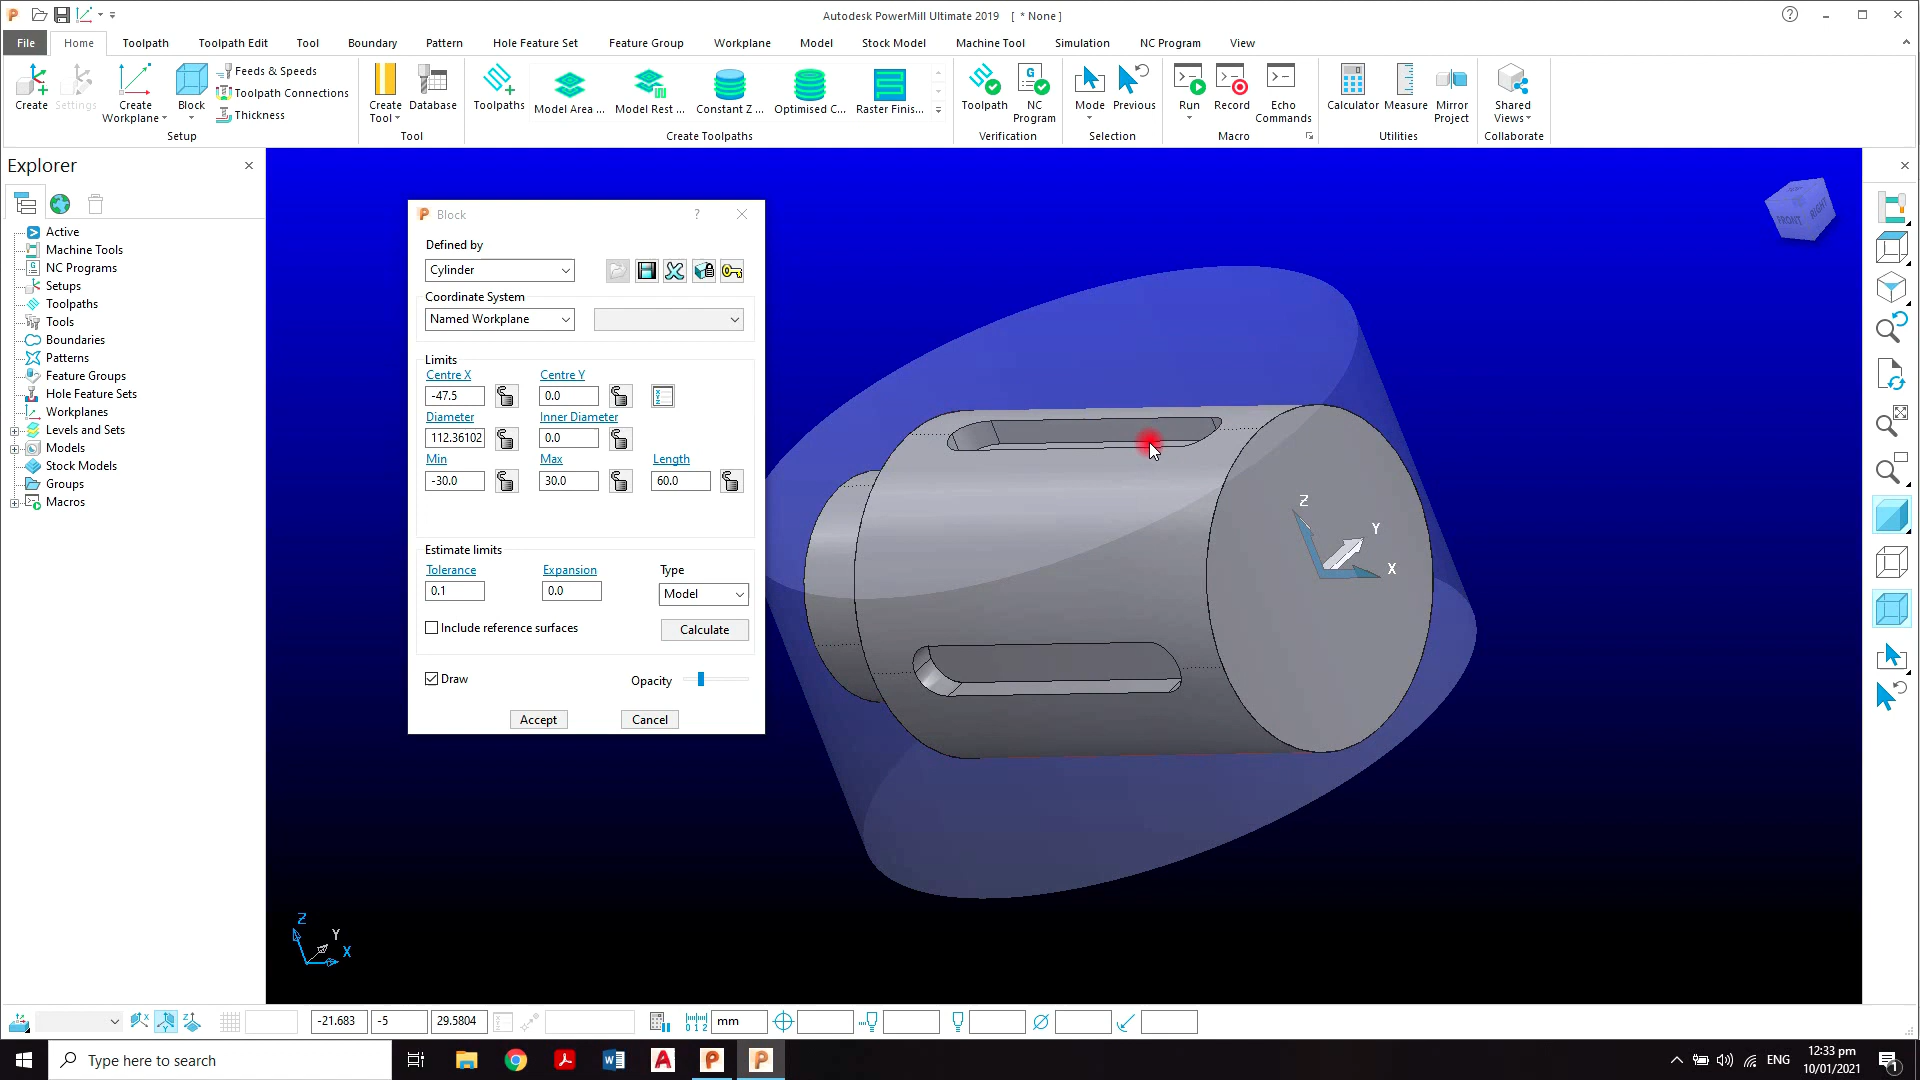 Autodesk PowerMill Ultimate 2019 [ * None ]
File Home Toolpath Toolpath Edit Tool Boundary Pattern Hole Feature Set Feature Group Workplane Model Stock Model Machine Tool Simulation NC Program View
Create
Settings
Create Workplane
Block
Feeds & Speeds
Toolpath Connections
Thickness
Setup
Create Tool
Database
Tool
Toolpaths
Model Area ...
Model Rest ...
Constant Z ...
Optimised C...
Raster Finis...
Create Toolpaths
Toolpath
NC Program
Verification
Mode
Previous
Selection
Run
Record
Echo Commands
Macro
Calculator
Measure
Mirror Project
Utilities
Shared Views
Collaborate
Explorer
Active
Machine Tools
NC Programs
Setups
Toolpaths
Tools
Boundaries
Patterns
Feature Groups
Hole Feature Sets
Workplanes
Levels and Sets
Models
Stock Models
Groups
Macros
Block
Defined by
Cylinder
Coordinate System
Named Workplane
Limits
Centre X Centre Y
-47.5 0.0
Diameter Inner Diameter
112.36102 0.0
Min Max Length
-30.0 30.0 60.0
Estimate limits
Tolerance Expansion Type
0.1 0.0 Model
Include reference surfaces Calculate
Draw Opacity
Accept Cancel
FRONT RIGHT
Z
Y
X
Z
Y
X
-21.683 -5 29.5804 mm
Type here to search
ENG
12:33 pm
10/01/2021